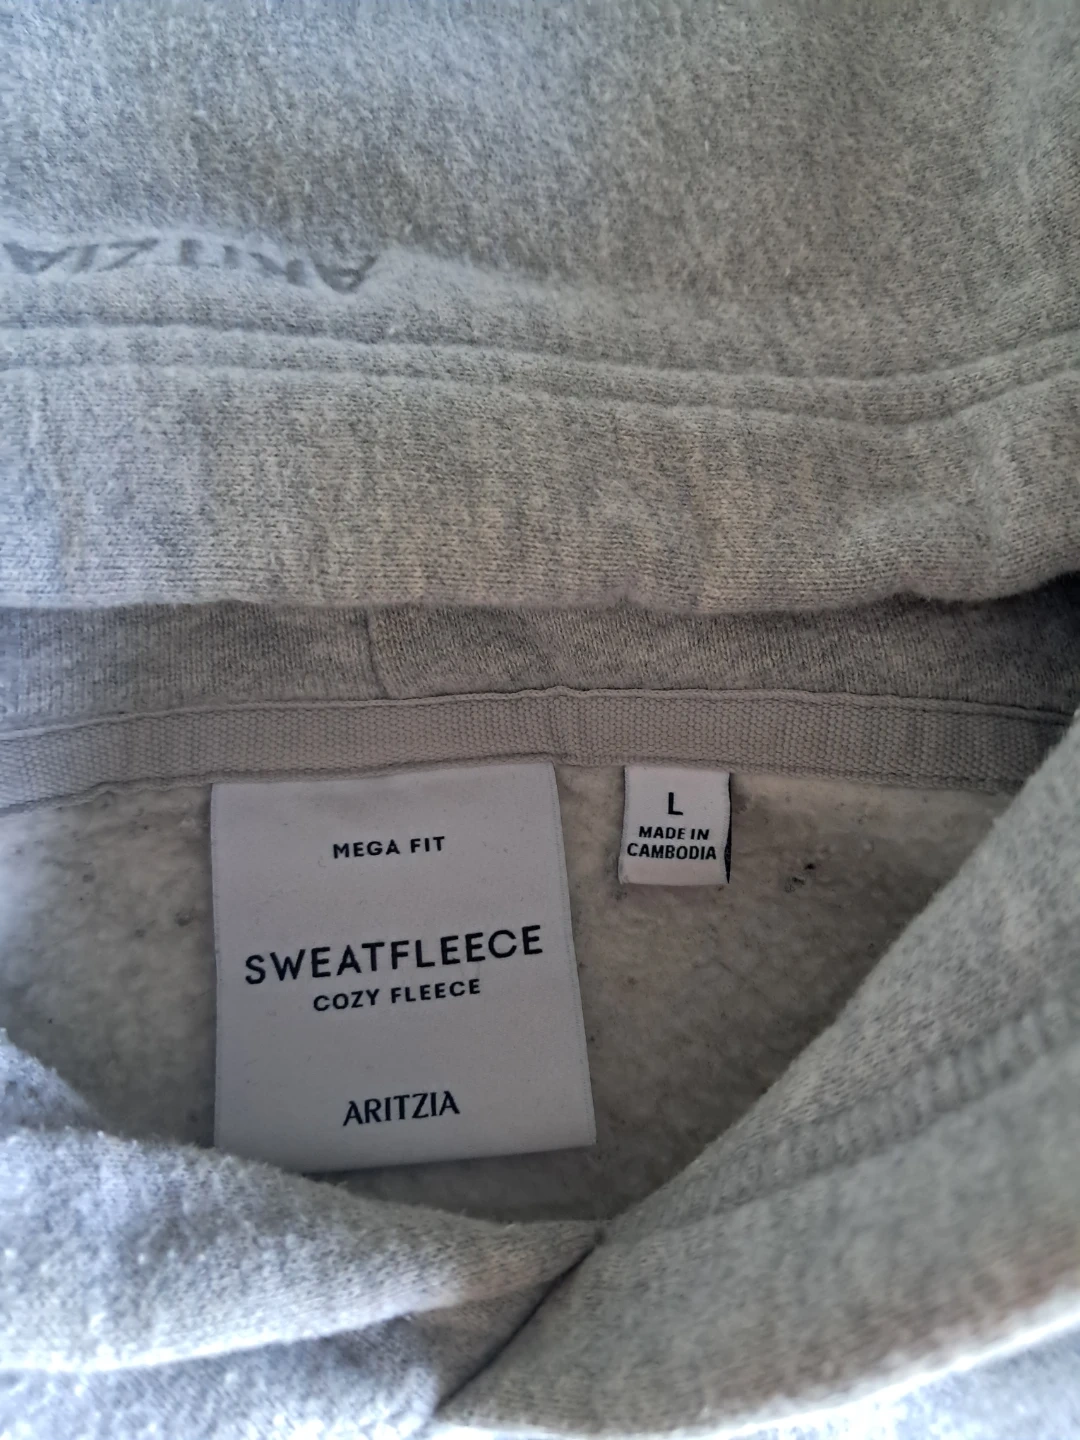 ARITZIA
MEGA FIT
SWEATFLEECE
COZY FLEECE
ARITZIA
L
MADE IN
CAMBODIA